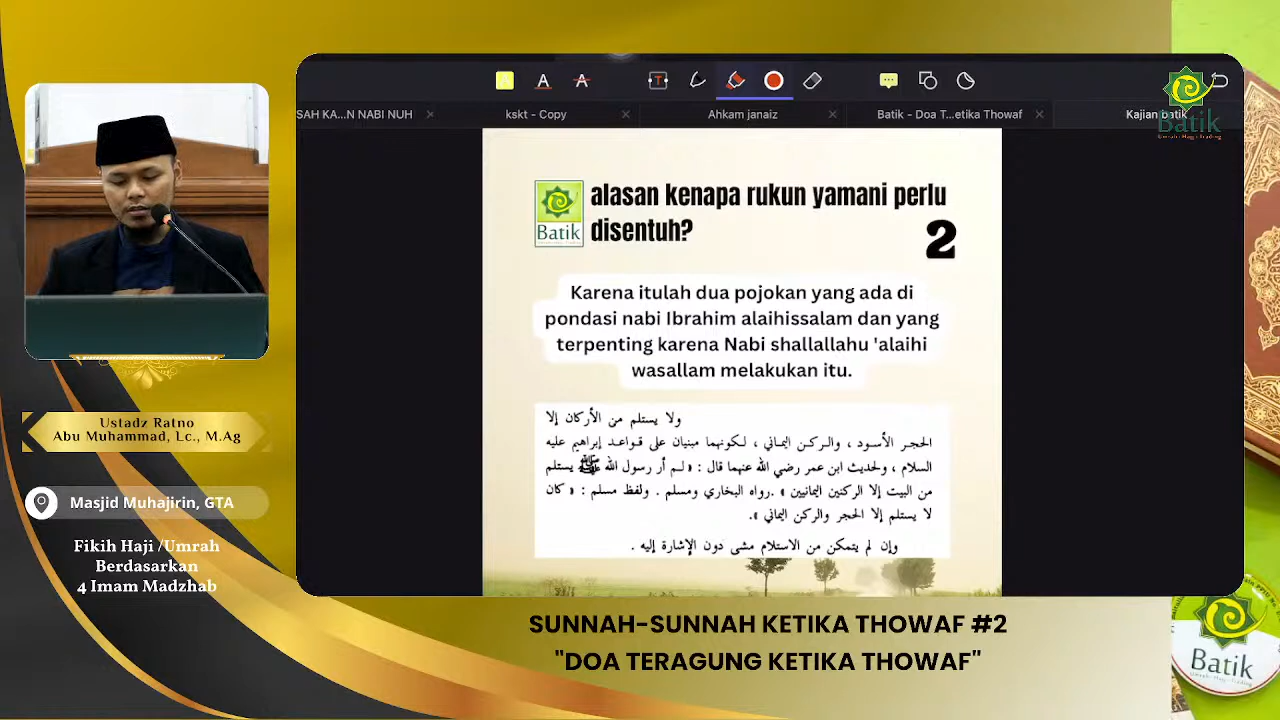 SAH KA...N NABI NUH
kskt - Copy
Ahkam janaiz
Batik - Doa T...etika Thowaf
Kajian batik
Batik
alasan kenapa rukun yamani perlu
disentuh?
2
Batik
Karena itulah dua pojokan yang ada di
pondasi nabi Ibrahim alaihissalam dan yang
terpenting karena Nabi shallallahu 'alaihi
wasallam melakukan itu.
ولا يستلم من الأركان إلا
الحجر الأسود ، والركن اليماني ، لكونهما مبنيان على قواعد إبراهيم عليه
السلام ، ولحديث ابن عمر رضي الله عنهما قال : « لم أر رسول الله ﷺ يستلم
من البيت إلا الركنين اليمانيين » .رواه البخاري ومسلم . ولفظ مسلم : « كان
لا يستلم إلا الحجر والركن اليماني ».
وإن لم يتمكن من الاستلام مشى دون الإشارة إليه .
Ustadz Ratno
Abu Muhammad, Lc., M.Ag
Masjid Muhajirin, GTA
Fikih Haji /Umrah
Berdasarkan
4 Imam Madzhab
SUNNAH-SUNNAH KETIKA THOWAF #2
"DOA TERAGUNG KETIKA THOWAF"
Batik